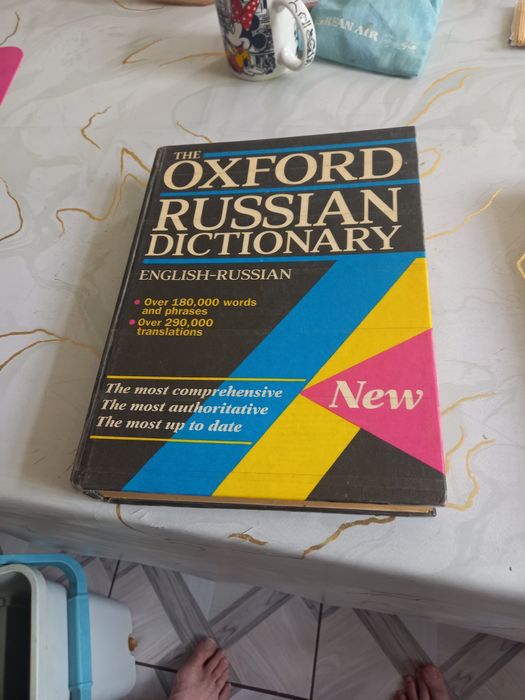 THE
OXFORD
RUSSIAN
DICTIONARY
ENGLISH-RUSSIAN
• Over 180,000 words
and phrases
• Over 290,000
translations
The most comprehensive
The most authoritative
The most up to date
New